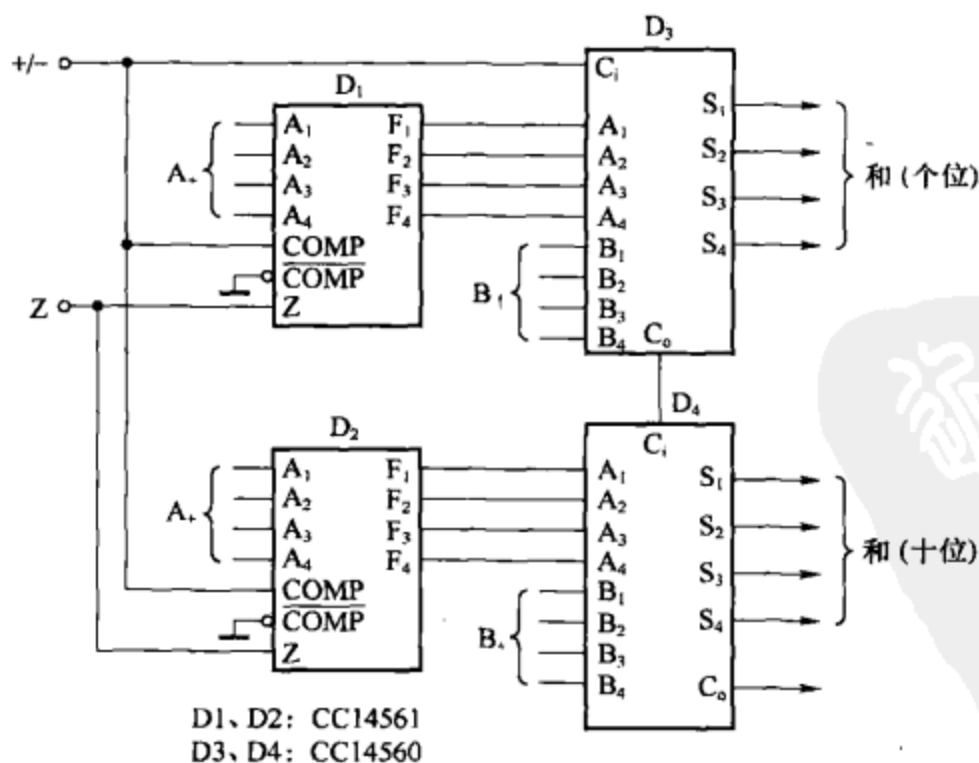 +/-
D₁
A₊
A₁
A₂
A₃
A₄
COMP
COMP
Z
F₁
F₂
F₃
F₄
Z
D₃
Cᵢ
A₁
A₂
A₃
A₄
B₁
B₂
B₃
B₄
S₁
S₂
S₃
S₄
Cₒ
和 (个位)
D₂
A₊
A₁
A₂
A₃
A₄
COMP
COMP
Z
F₁
F₂
F₃
F₄
D₄
Cᵢ
A₁
A₂
A₃
A₄
B₁
B₂
B₃
B₄
S₁
S₂
S₃
S₄
Cₒ
和 (十位)
D1、D2: CC14561
D3、D4: CC14560